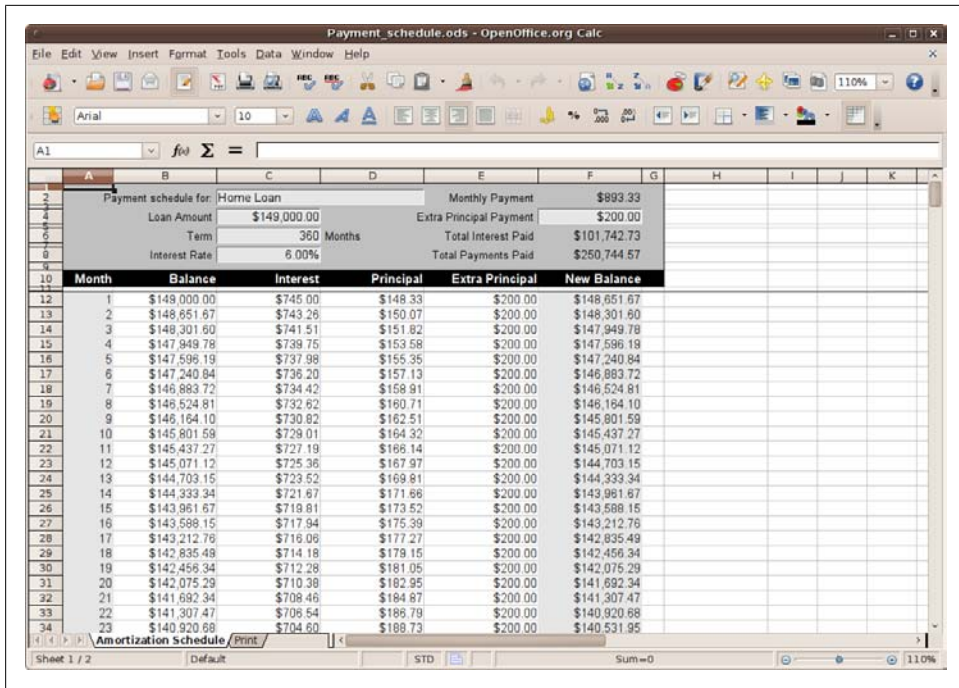 Payment_schedule.ods - OpenOffice.org Calc
File Edit View Insert Format Tools Data Window Help
110%
Arial 10
A1 f(x) Σ =
A B C D E F G H I J K
1
2 Payment schedule for: Home Loan Monthly Payment $893.33
3
4 Loan Amount $149,000.00 Extra Principal Payment $200.00
5
6 Term 360 Months Total Interest Paid $101,742.73
7
8 Interest Rate 6.00% Total Payments Paid $250,744.57
9
10 Month Balance Interest Principal Extra Principal New Balance
11
12 1 $149,000.00 $745.00 $148.33 $200.00 $148,651.67
13 2 $148,651.67 $743.26 $150.07 $200.00 $148,301.60
14 3 $148,301.60 $741.51 $151.82 $200.00 $147,949.78
15 4 $147,949.78 $739.75 $153.58 $200.00 $147,596.19
16 5 $147,596.19 $737.98 $155.35 $200.00 $147,240.84
17 6 $147,240.84 $736.20 $157.13 $200.00 $146,883.72
18 7 $146,883.72 $734.42 $158.91 $200.00 $146,524.81
19 8 $146,524.81 $732.62 $160.71 $200.00 $146,164.10
20 9 $146,164.10 $730.82 $162.51 $200.00 $145,801.59
21 10 $145,801.59 $729.01 $164.32 $200.00 $145,437.27
22 11 $145,437.27 $727.19 $166.14 $200.00 $145,071.12
23 12 $145,071.12 $725.36 $167.97 $200.00 $144,703.15
24 13 $144,703.15 $723.52 $169.81 $200.00 $144,333.34
25 14 $144,333.34 $721.67 $171.66 $200.00 $143,961.67
26 15 $143,961.67 $719.81 $173.52 $200.00 $143,588.15
27 16 $143,588.15 $717.94 $175.39 $200.00 $143,212.76
28 17 $143,212.76 $716.06 $177.27 $200.00 $142,835.49
29 18 $142,835.49 $714.18 $179.15 $200.00 $142,456.34
30 19 $142,456.34 $712.28 $181.05 $200.00 $142,075.29
31 20 $142,075.29 $710.38 $182.95 $200.00 $141,692.34
32 21 $141,692.34 $708.46 $184.87 $200.00 $141,307.47
33 22 $141,307.47 $706.54 $186.79 $200.00 $140,920.68
34 23 $140,920.68 $704.60 $188.73 $200.00 $140,531.95
Amortization Schedule Print
Sheet 1 / 2 Default STD Sum=0 110%